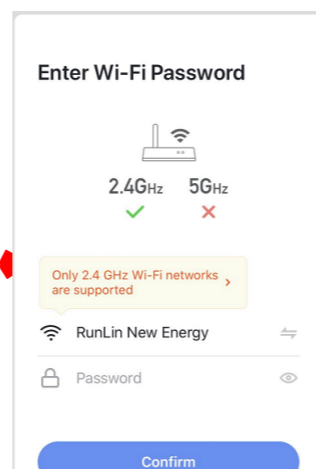 Enter Wi-Fi Password
2.4GHz 5GHz
Only 2.4 GHz Wi-Fi networks
are supported
RunLin New Energy
Password
Confirm